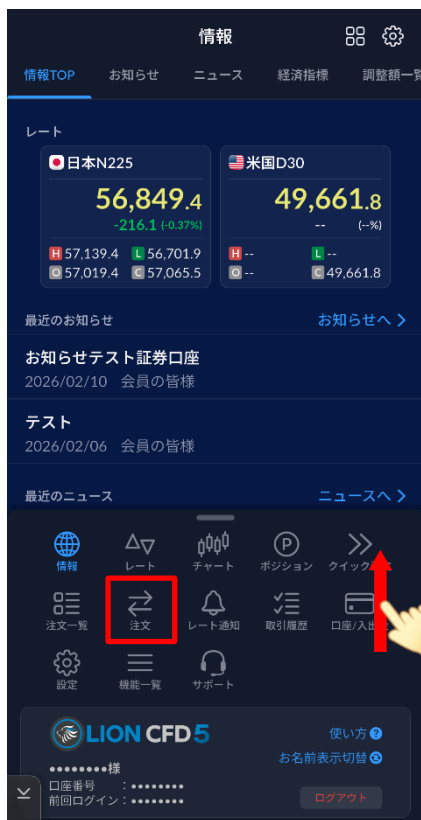 情報
情報TOP お知らせ ニュース 経済指標 調整額一覧
レート
日本N225
56,849.4
-216.1 (-0.37%)
H 57,139.4 L 56,701.9
O 57,019.4 C 57,065.5
米国D30
49,661.8
-- (--%)
H -- L --
O -- C 49,661.8
最近のお知らせ お知らせへ
お知らせテスト証券口座
2026/02/10 会員の皆様
テスト
2026/02/06 会員の皆様
最近のニュース ニュースへ
情報 レート チャート P ポジション クイック
注文一覧 注文 レート通知 取引履歴 口座/入出
設定 機能一覧 サポート
LION CFD 5
使い方 ?
お名前表示切替
••••••••様
口座番号 : ••••••••
前回ログイン : ••••••••
ログアウト